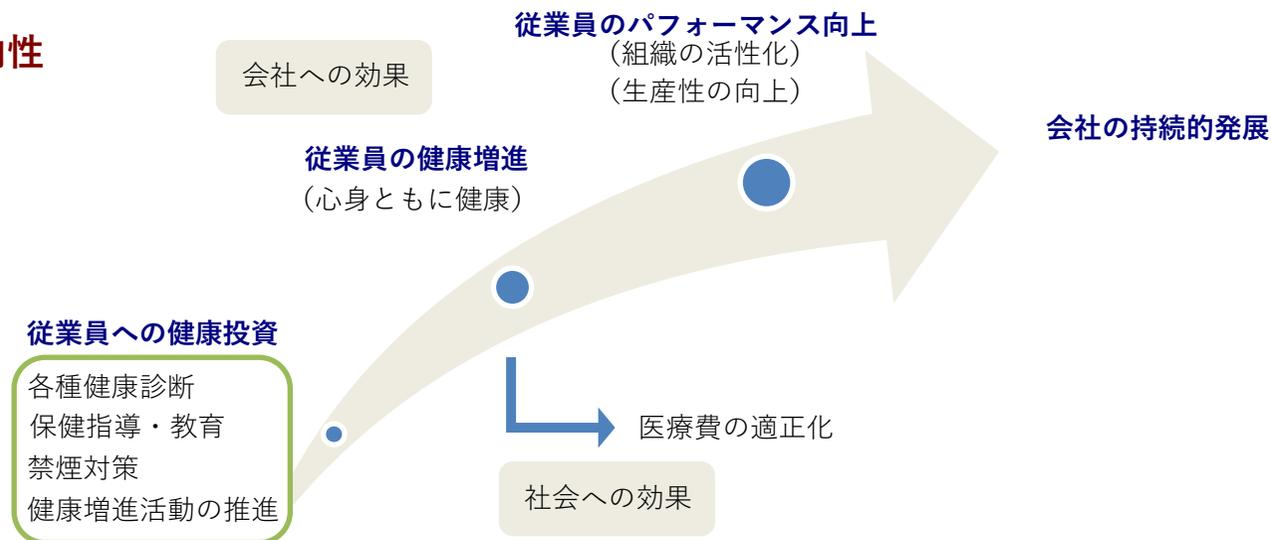 性
従業員のパフォーマンス向上
（組織の活性化）
（生産性の向上）
会社への効果
会社の持続的発展
従業員の健康増進
（心身ともに健康）
従業員への健康投資
各種健康診断
保健指導・教育
禁煙対策
健康増進活動の推進
医療費の適正化
社会への効果